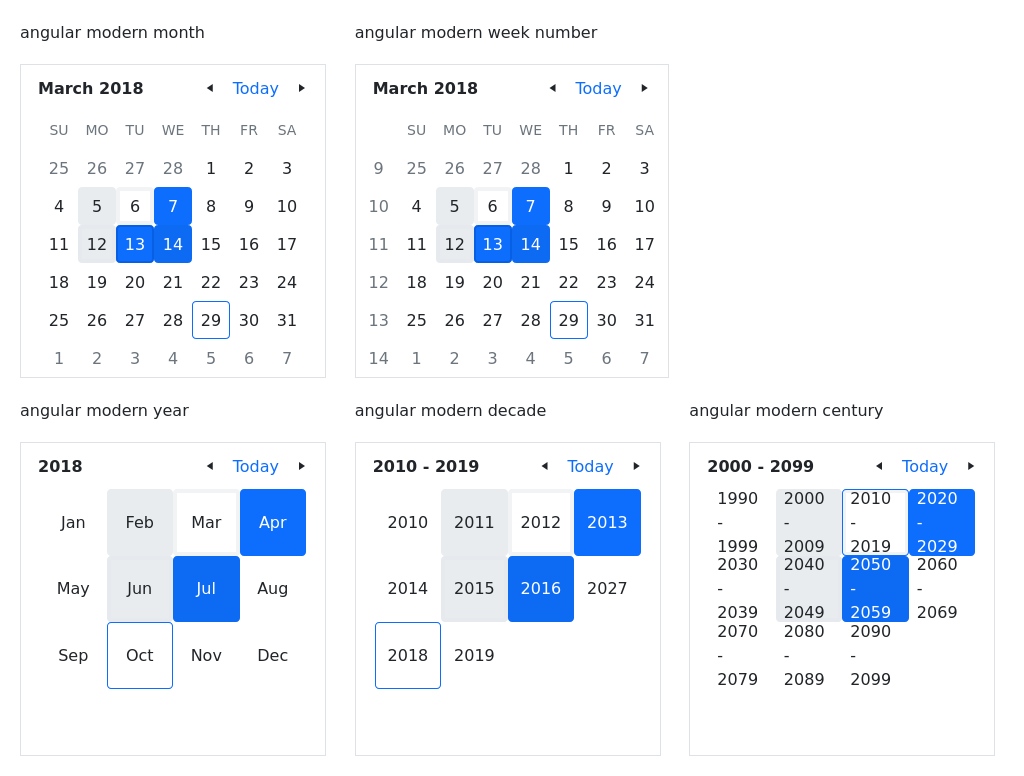 angular modern month
angular modern week number
March 2018 ◄ Today ►
SU MO TU WE TH FR SA
25 26 27 28 1 2 3
4 5 6 7 8 9 10
11 12 13 14 15 16 17
18 19 20 21 22 23 24
25 26 27 28 29 30 31
1 2 3 4 5 6 7
March 2018 ◄ Today ►
SU MO TU WE TH FR SA
9 25 26 27 28 1 2 3
10 4 5 6 7 8 9 10
11 11 12 13 14 15 16 17
12 18 19 20 21 22 23 24
13 25 26 27 28 29 30 31
14 1 2 3 4 5 6 7
angular modern year
angular modern decade
angular modern century
2018 ◄ Today ►
Jan Feb Mar Apr
May Jun Jul Aug
Sep Oct Nov Dec
2010 - 2019 ◄ Today ►
2010 2011 2012 2013
2014 2015 2016 2027
2018 2019
2000 - 2099 ◄ Today ►
1990 2000 2010 2020
- - - -
1999 2009 2019 2029
2030 2040 2050 2060
- - - -
2039 2049 2059 2069
2070 2080 2090
- - -
2079 2089 2099